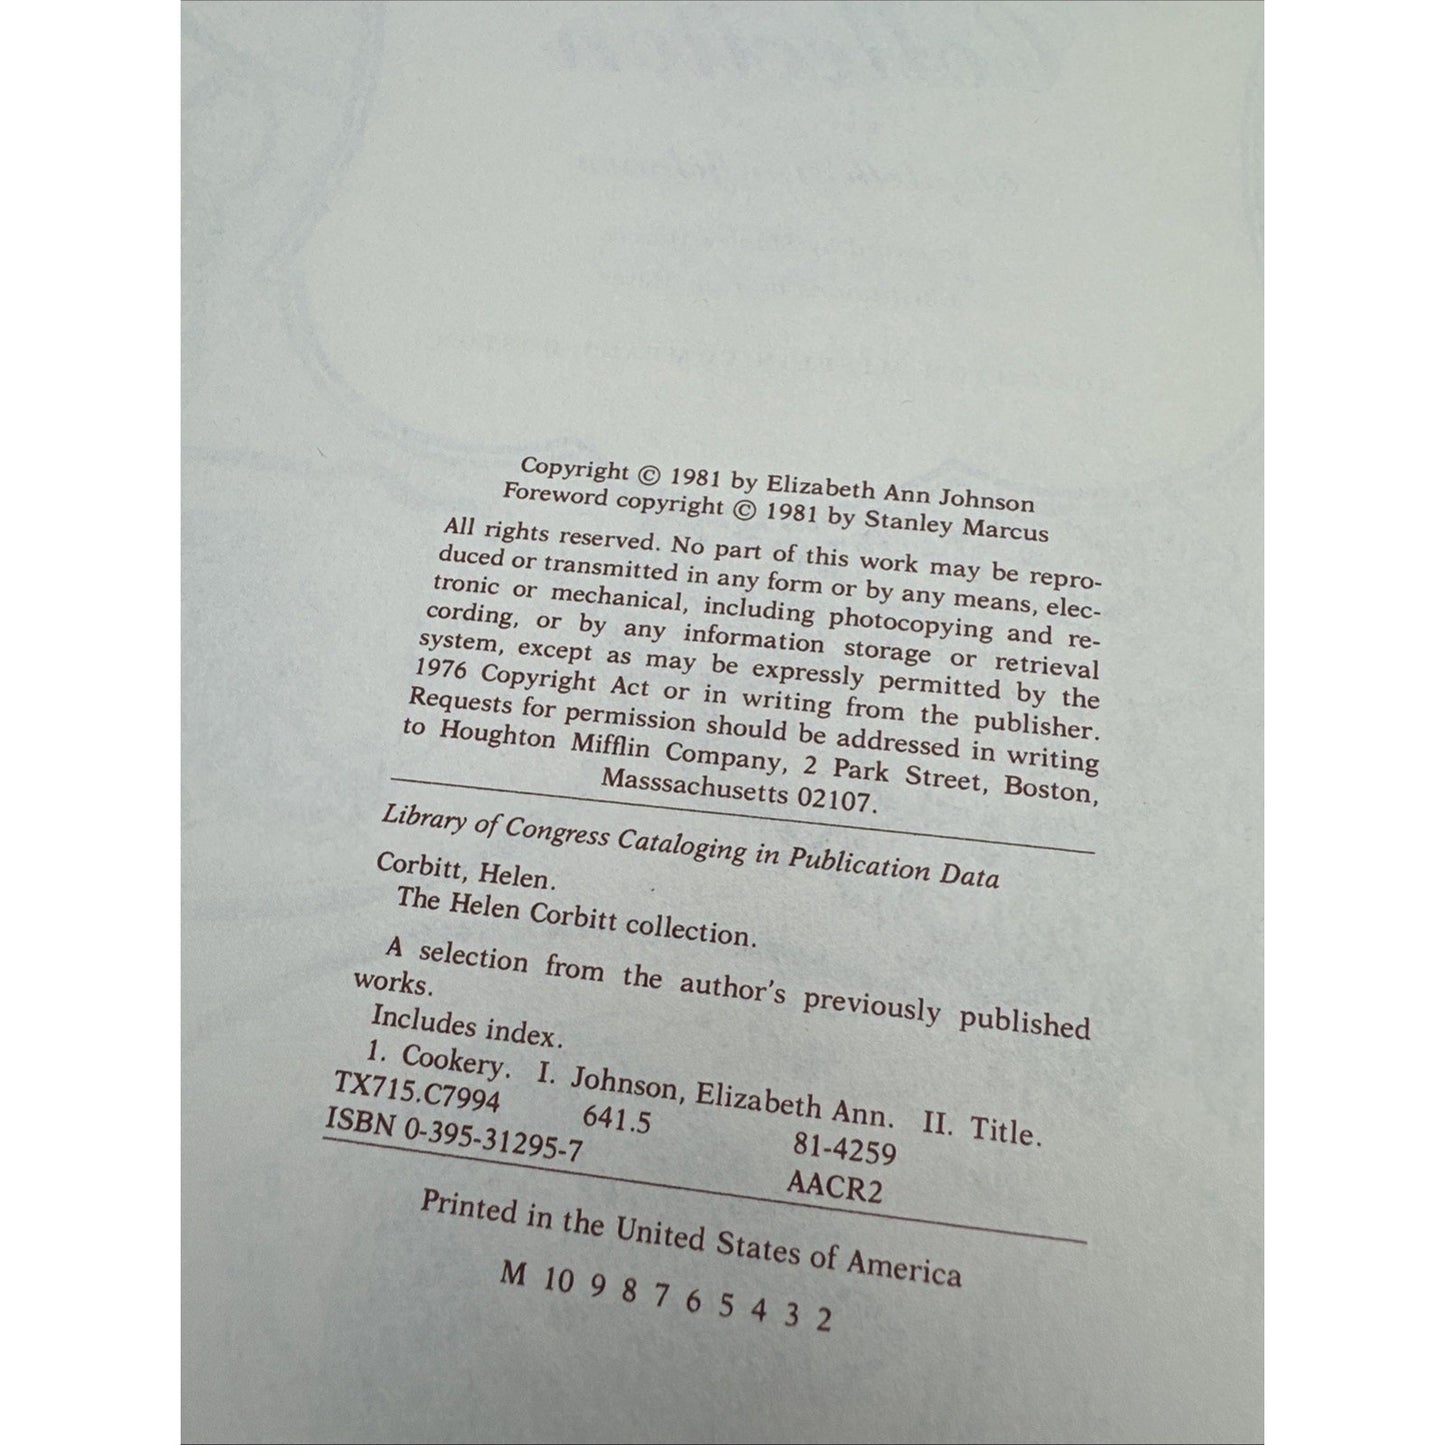 Copyright © 1981 by Elizabeth Ann Johnson
Foreword copyright © 1981 by Stanley Marcus
All rights reserved. No part of this work may be repro-
duced or transmitted in any form or by any means, elec-
tronic or mechanical, including photocopying and re-
cording, or by any information storage or retrieval
system, except as may be expressly permitted by the
1976 Copyright Act or in writing from the publisher.
Requests for permission should be addressed in writing
to Houghton Mifflin Company, 2 Park Street, Boston,
Masssachusetts 02107.
Library of Congress Cataloging in Publication Data
Corbitt, Helen.
The Helen Corbitt collection.
A selection from the author's previously published
works.
Includes index.
1. Cookery. I. Johnson, Elizabeth Ann. II. Title.
TX715.C7994 641.5 81-4259
ISBN 0-395-31295-7 AACR2
Printed in the United States of America
M 10 9 8 7 6 5 4 3 2